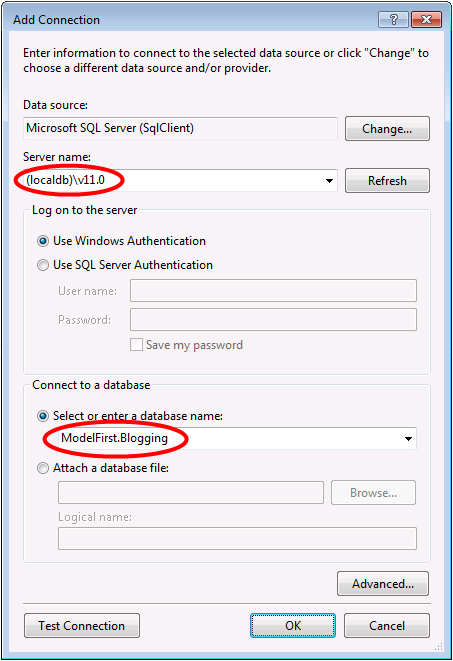 Add Connection
Enter information to connect to the selected data source or click "Change" to
choose a different data source and/or provider.
Data source:
Microsoft SQL Server (SqlClient)
Change...
Server name:
(localdb)\v11.0
Refresh
Log on to the server
Use Windows Authentication
Use SQL Server Authentication
User name:
Password:
Save my password
Connect to a database
Select or enter a database name:
ModelFirst.Blogging
Attach a database file:
Browse...
Logical name:
Advanced...
Test Connection
OK
Cancel